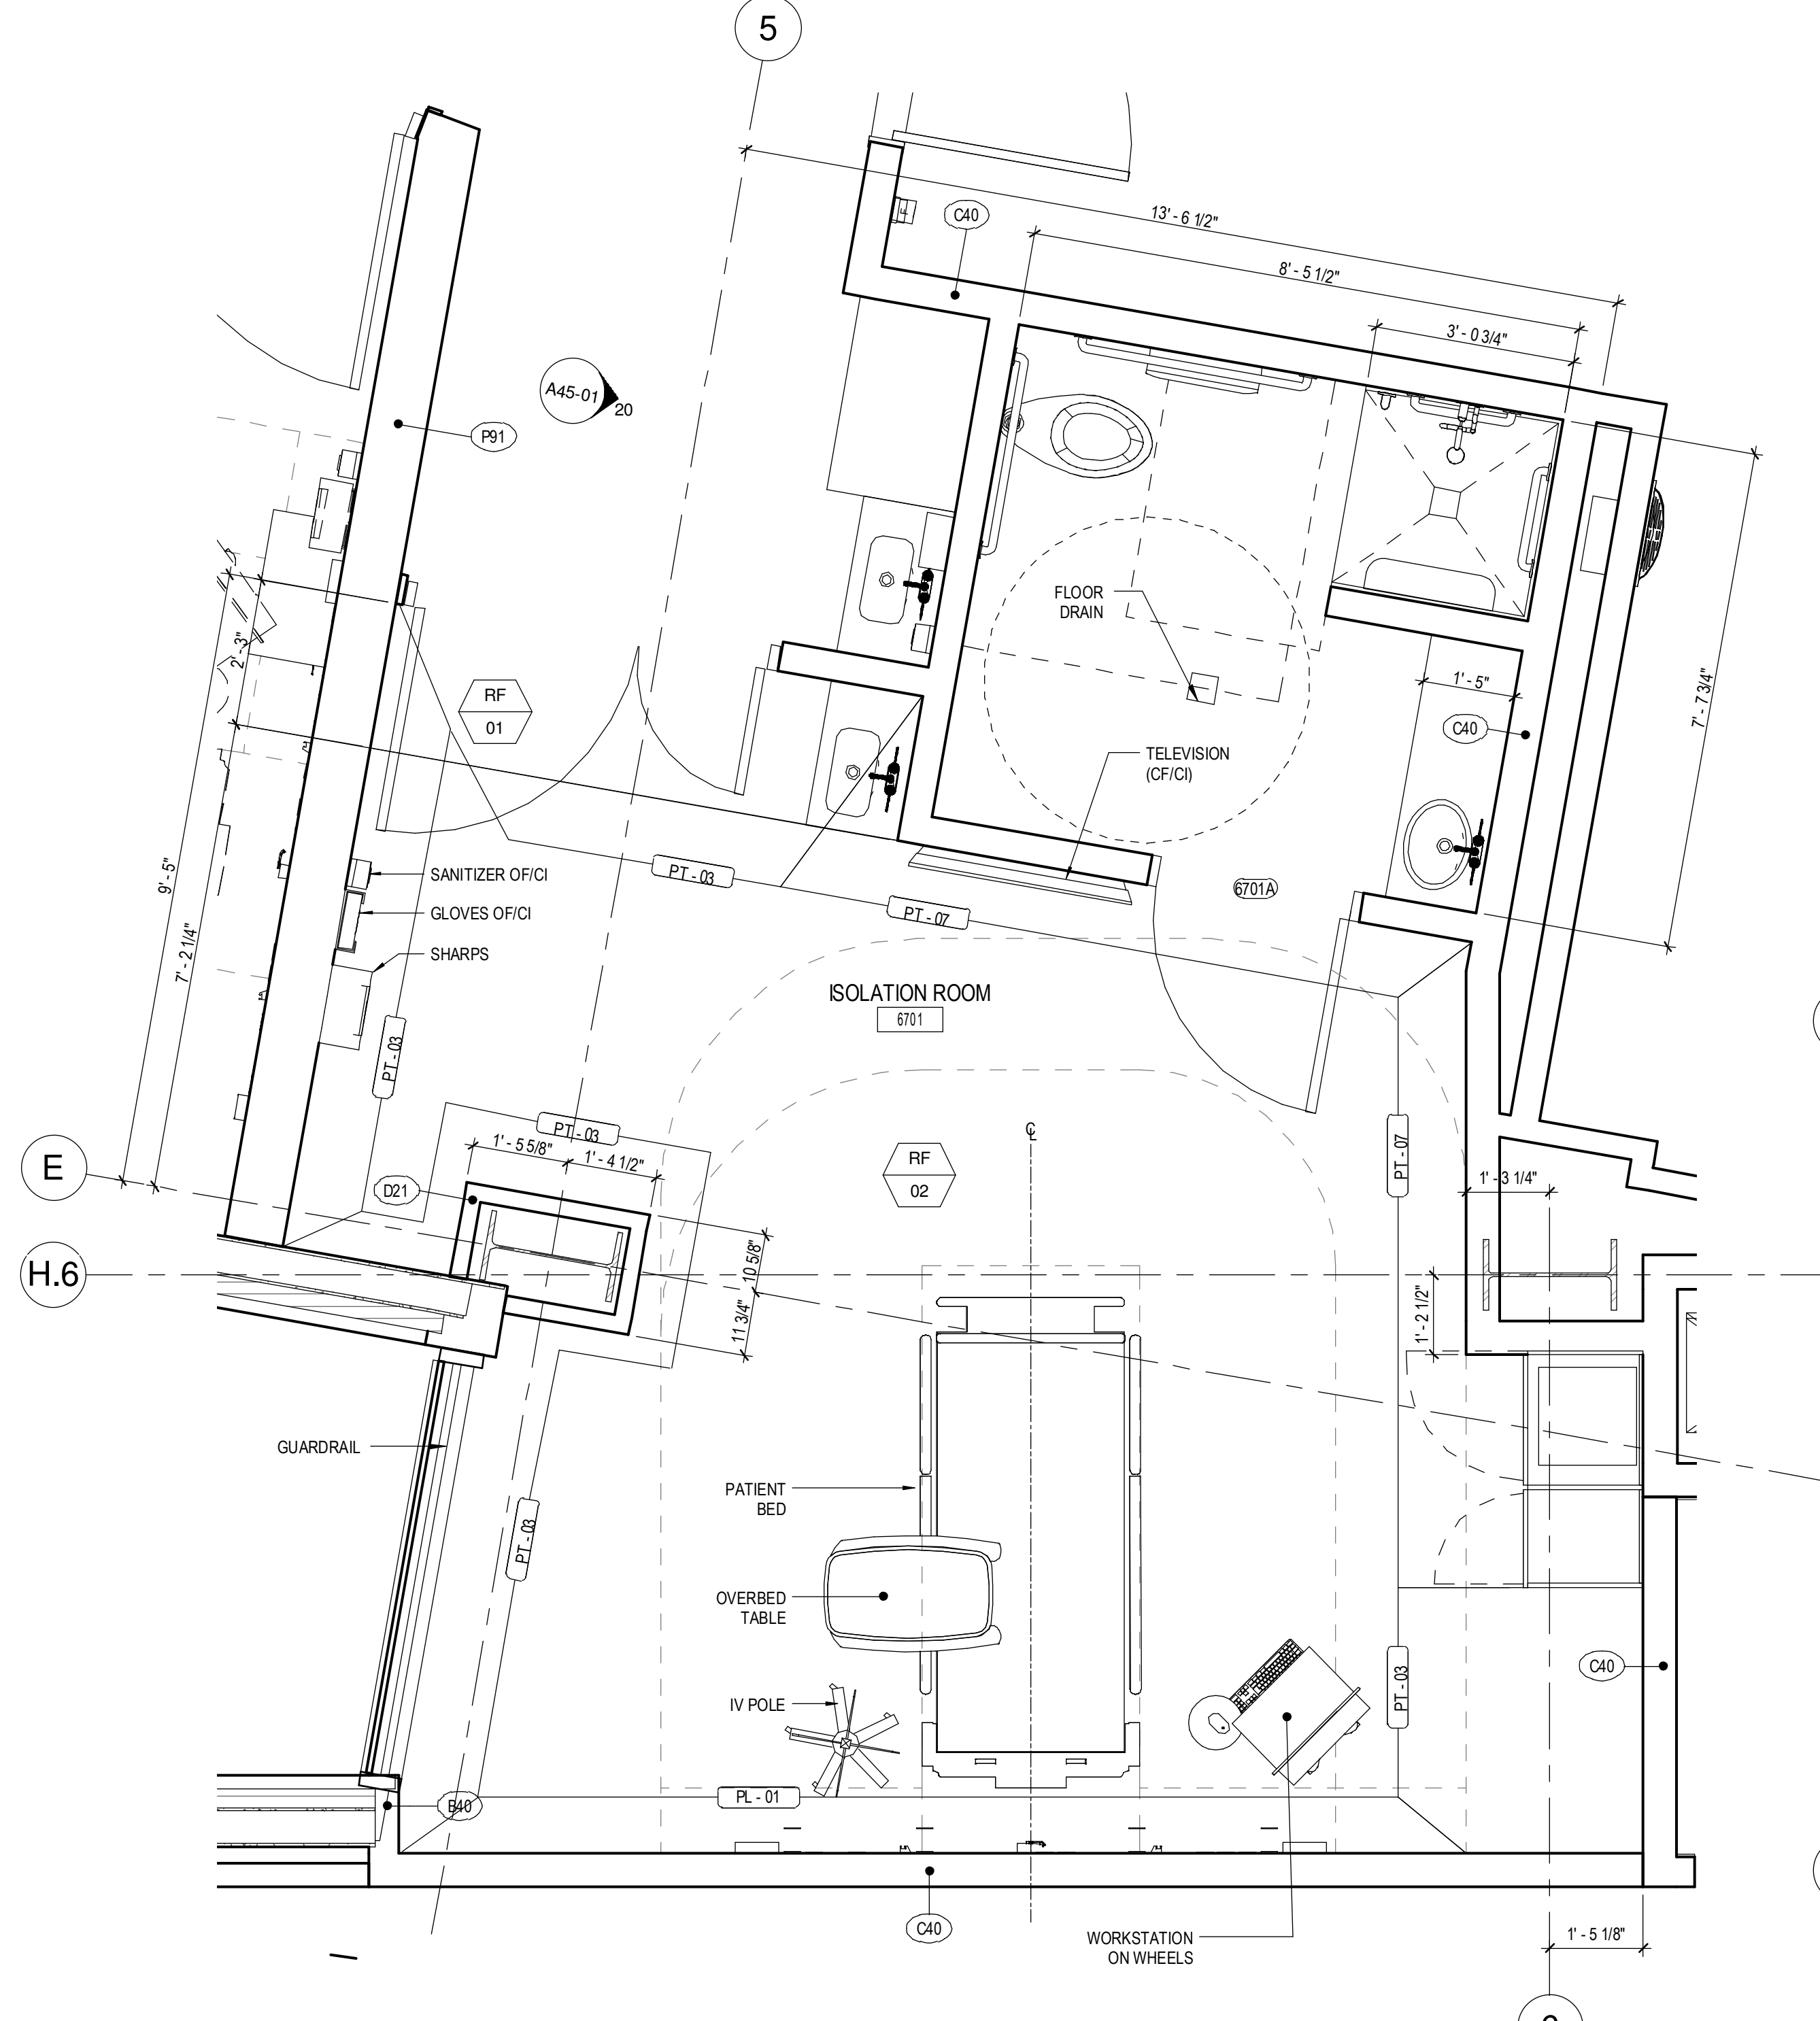 5
13' - 6 1/2"
C40
8' - 5 1/2"
3' - 0 3/4"
A45-01
20
P91
FLOOR
DRAIN
2' - 3"
1' - 5"
7' - 7 3/4"
RF
01
C40
TELEVISION
(CF/CI)
9' - 5"
SANITIZER OF/CI
PT - 03
6701A
GLOVES OF/CI
PT - 07
7' - 2 1/4"
SHARPS
ISOLATION ROOM
6701
PT - 03
PT - 03
1' - 5 5/8"
1' - 4 1/2"
CL
PT - 07
E
RF
02
D21
1' - 3 1/4"
H.6
10 5/8"
11 3/4"
1' - 2 1/2"
GUARDRAIL
PATIENT
BED
PT - 03
OVERBED
TABLE
C40
PT - 03
IV POLE
PL - 01
B40
C40
WORKSTATION
ON WHEELS
1' - 5 1/8"